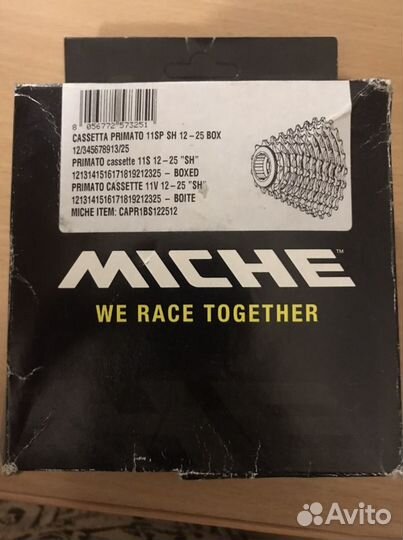 8 056772 573251
CASSETTA PRIMATO 11SP SH 12-25 BOX
12/345678913/25
PRIMATO cassette 11S 12-25 "SH"
1213141516171819212325 - BOXED
PRIMATO CASSETTE 11V 12-25 "SH"
1213141516171819212325 - BOITE
MICHE ITEM: CAPR1BS122512
MICHE™
WE RACE TOGETHER
Avito